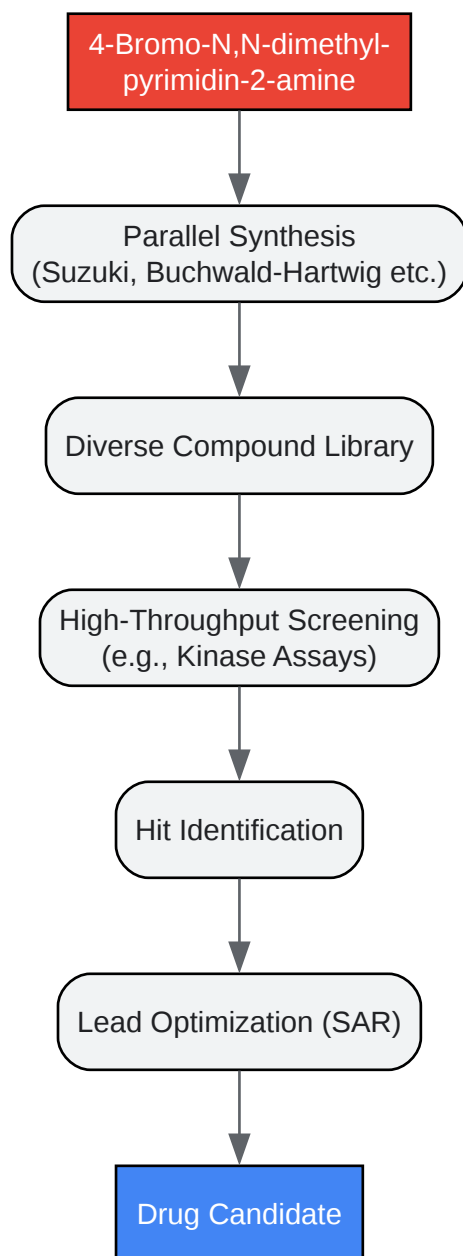 4-Bromo-N,N-dimethyl-
pyrimidin-2-amine
Parallel Synthesis
(Suzuki, Buchwald-Hartwig etc.)
Diverse Compound Library
High-Throughput Screening
(e.g., Kinase Assays)
Hit Identification
Lead Optimization (SAR)
Drug Candidate